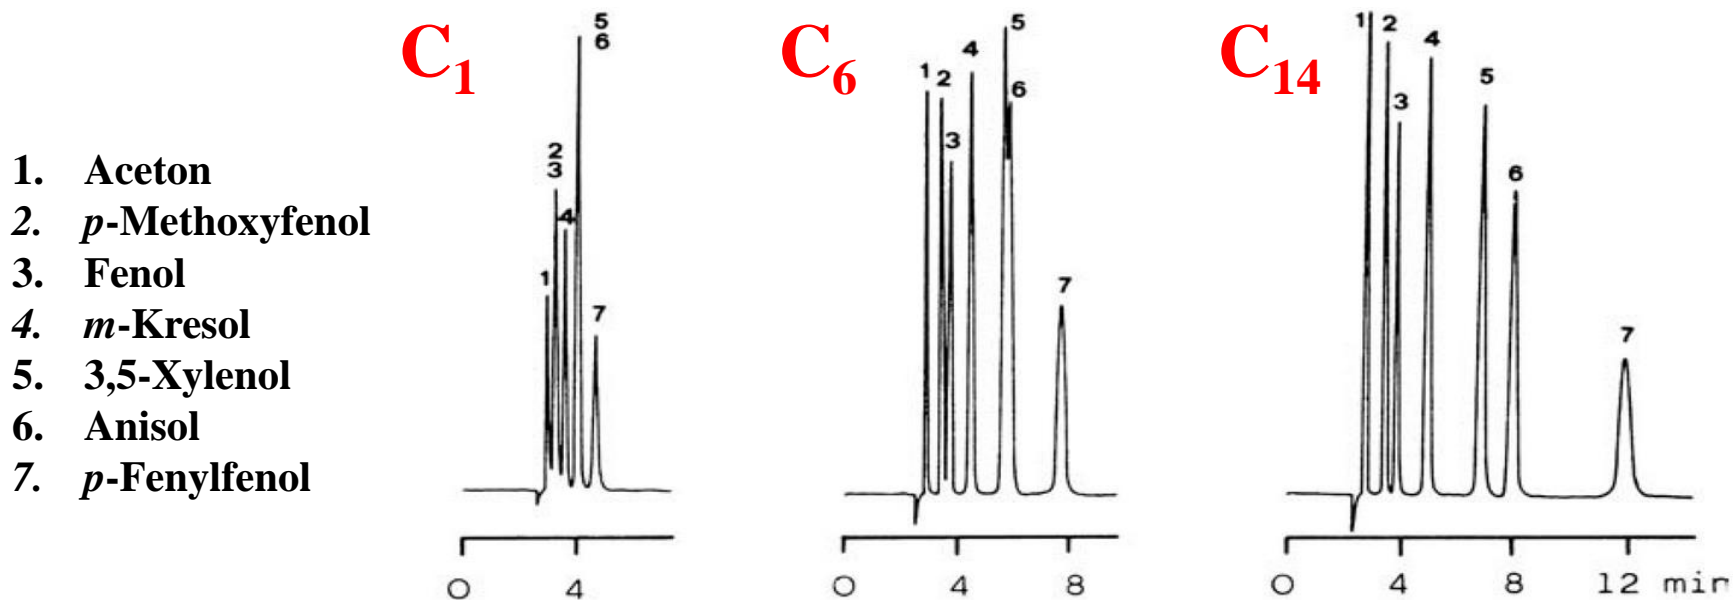 1. Aceton
2. p-Methoxyfenol
3. Fenol
4. m-Kresol
5. 3,5-Xylenol
6. Anisol
7. p-Fenylfenol
C1
1
2
3
4
5
6
7
0 4
C6
1
2
3
4
5
6
7
0 4 8
C14
1
2
3
4
5
6
7
0 4 8 12 min